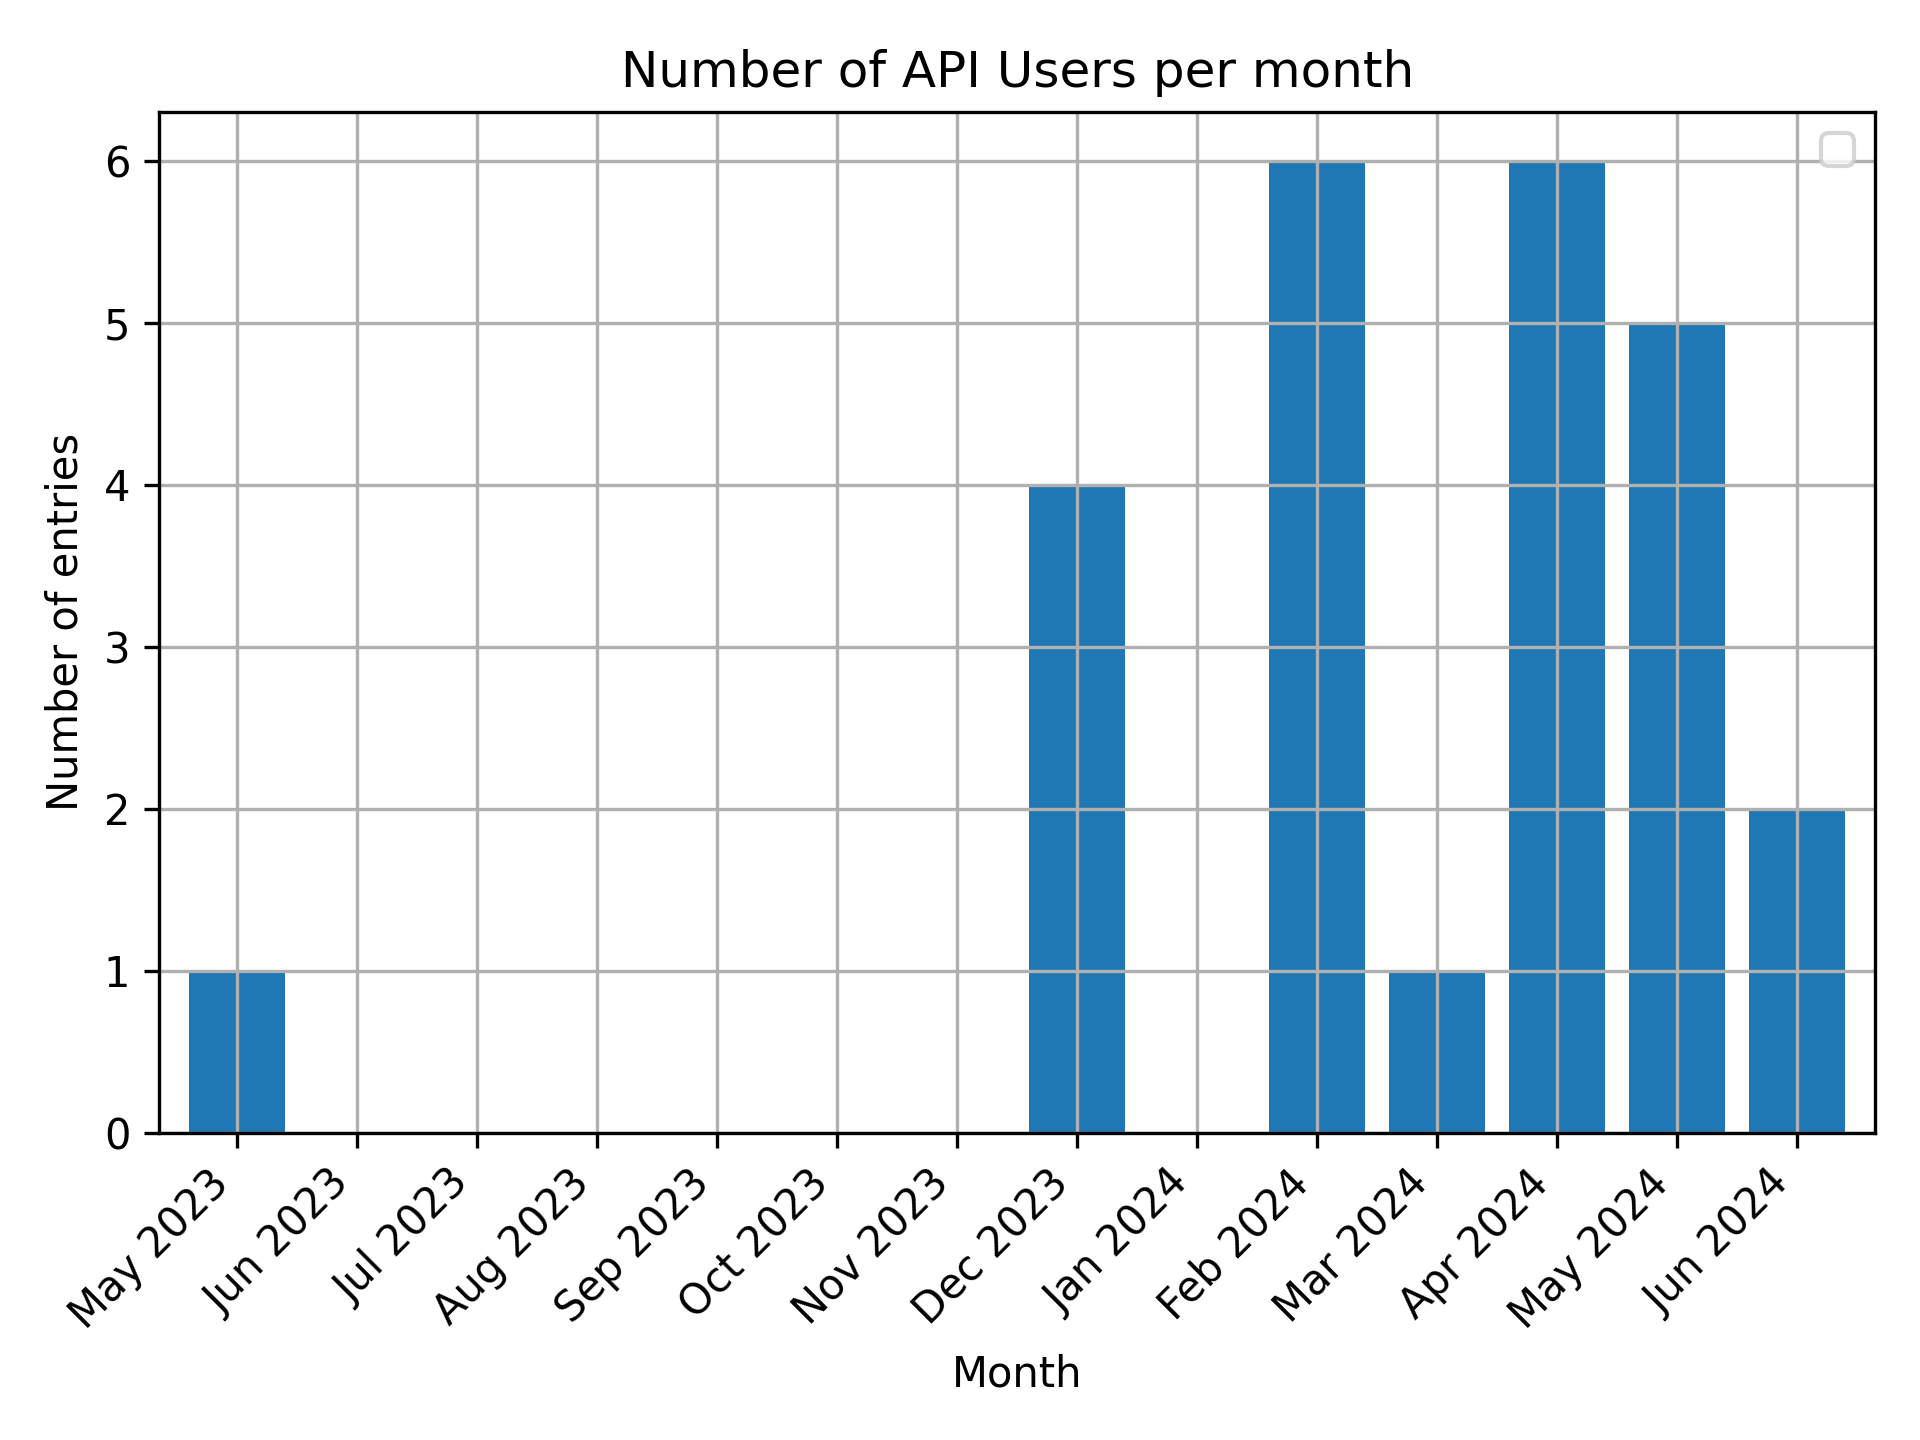 Number of API Users per month
Number of entries
6
5
4
3
2
1
0
May 2023
Jun 2023
Jul 2023
Aug 2023
Sep 2023
Oct 2023
Nov 2023
Dec 2023
Jan 2024
Feb 2024
Mar 2024
Apr 2024
May 2024
Jun 2024
Month